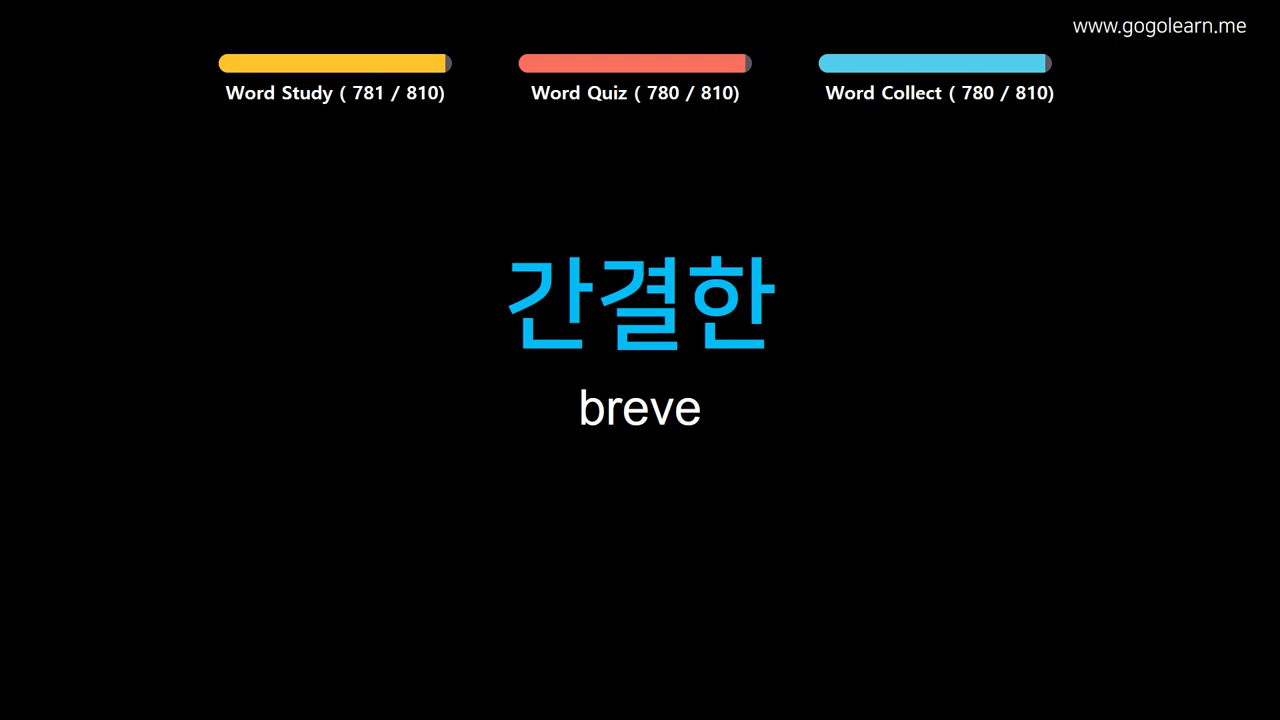 www.gogolearn.me
Word Study ( 781 / 810)
Word Quiz ( 780 / 810)
Word Collect ( 780 / 810)
간결한
breve